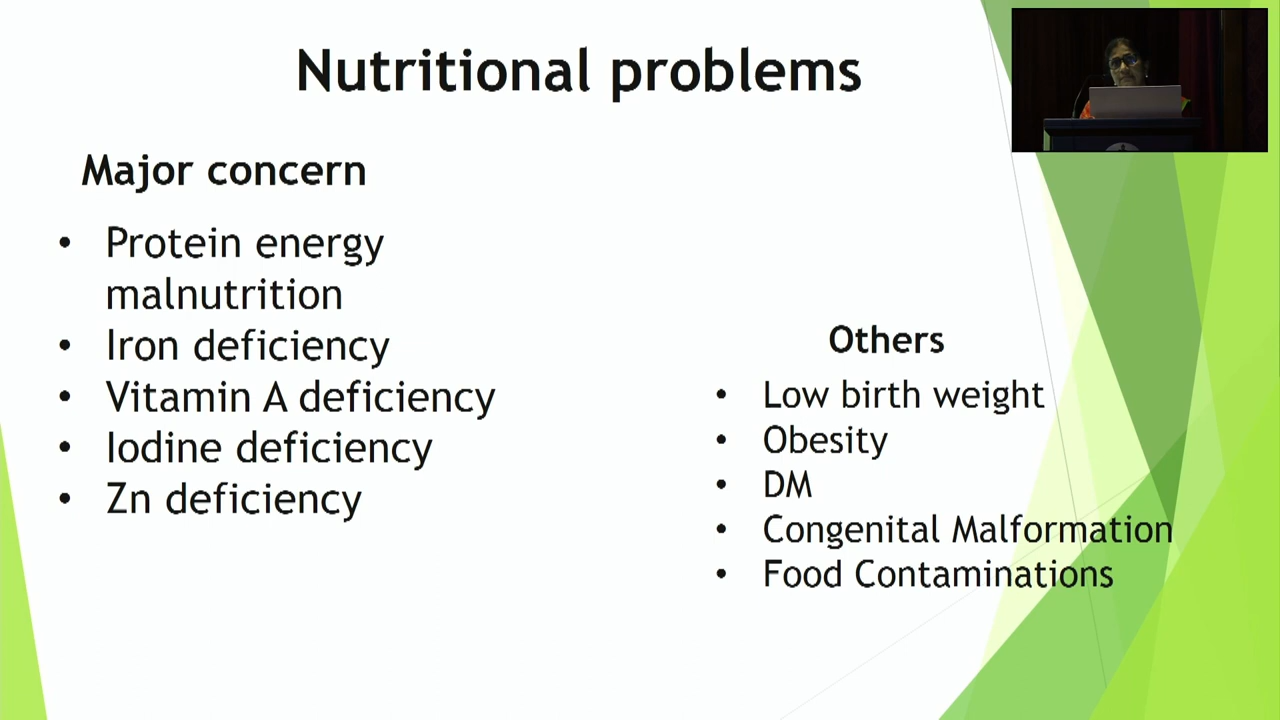 Nutritional problems
Major concern
• Protein energy
malnutrition
• Iron deficiency
• Vitamin A deficiency
• Iodine deficiency
• Zn deficiency
Others
• Low birth weight
• Obesity
• DM
• Congenital Malformation
• Food Contaminations